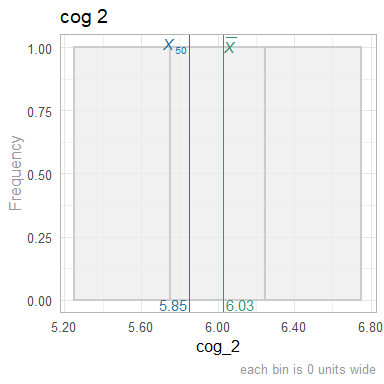 cog 2
X50 X̅
1.00
0.75
0.50
0.25
0.00
Frequency
5.85 6.03
5.20 5.60 6.00 6.40 6.80
cog_2
each bin is 0 units wide